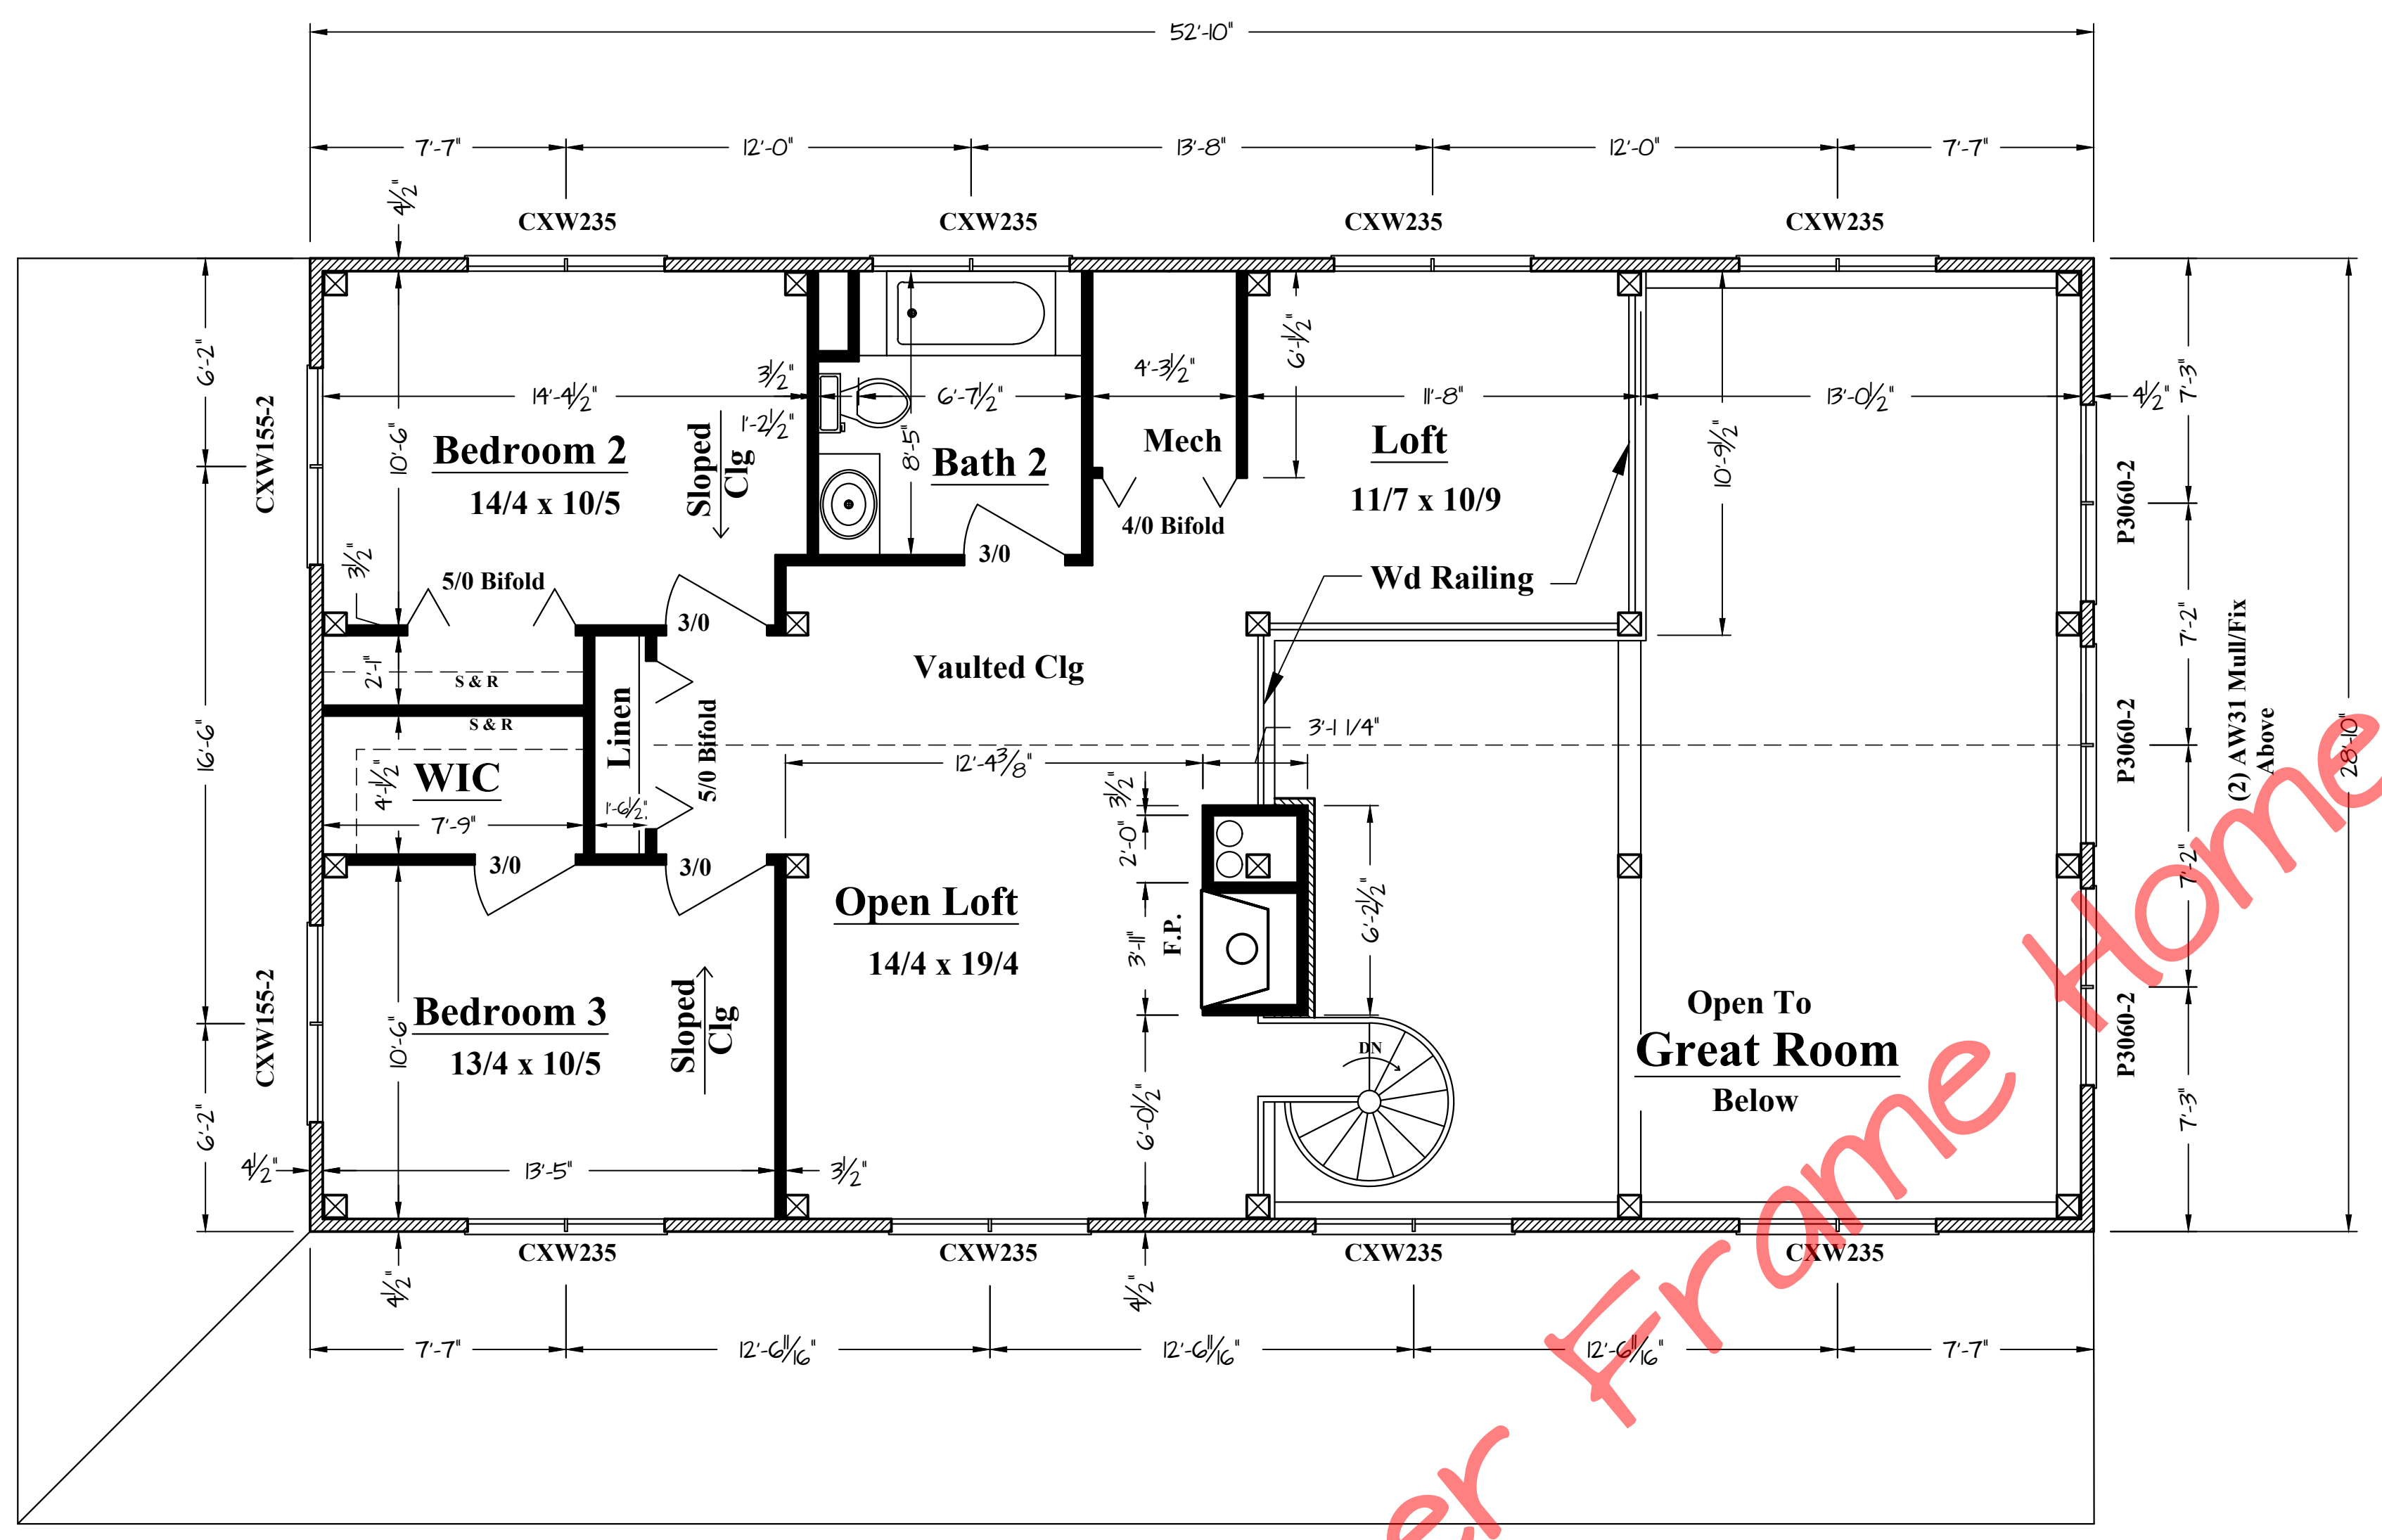 52'-10"
7'-7"
12'-0"
13'-8"
12'-0"
7'-7"
4½"
CXW235
CXW235
CXW235
CXW235
6'-2"
CXW155-2
16'-6"
CXW155-2
6'-2"
14'-4½"
10'-6"
Bedroom 2
14/4 x 10/5
Sloped
Clg
3½"
1'-2½"
6'-7½"
8'-5"
Bath 2
3/0
4'-3½"
Mech
4/0 Bifold
6'-1½"
11'-8"
Loft
11/7 x 10/9
Wd Railing
10'-9½"
13'-0½"
4½"
7'-3"
P3060-2
7'-2"
P3060-2
7'-2"
P3060-2
7'-3"
(2) AW31 Mull/Fix
Above
28'-10"
3½"
5/0 Bifold
3/0
2'-1"
S & R
S & R
WIC
4'-1½"
7'-9"
Linen
1'-6½"
5/0 Bifold
3/0
3/0
Vaulted Clg
12'-4⅜"
3'-1 1/4"
3½"
2'-0"
3'-11"
F.P.
6'-2½"
6'-0½"
Open Loft
14/4 x 19/4
Bedroom 3
13/4 x 10/5
10'-6"
Sloped
Clg
4½"
13'-5"
3½"
DN
Open To
Great Room
Below
CXW235
CXW235
CXW235
CXW235
4½"
4½"
7'-7"
12'-6 11/16"
12'-6 11/16"
12'-6 11/16"
7'-7"
er Frame Home